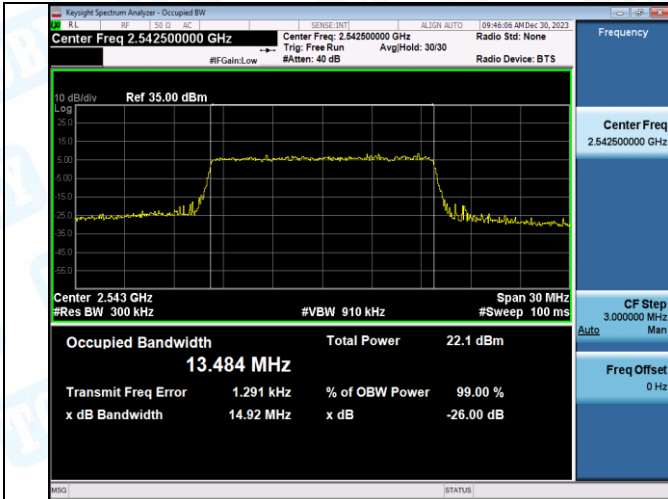 Keysight Spectrum Analyzer - Occupied BW
RL RF 50 Ω AC SENSE:INT ALIGN AUTO 09:46:06 AM Dec 30, 2023
Center Freq 2.542500000 GHz
Center Freq: 2.542500000 GHz Radio Std: None
Trig: Free Run Avg|Hold: 30/30
#IFGain:Low #Atten: 40 dB Radio Device: BTS
Frequency
10 dB/div Ref 35.00 dBm
Log
25.0
15.0
5.00
-5.00
-15.0
-25.0
-35.0
-45.0
-55.0
Center 2.543 GHz Span 30 MHz
#Res BW 300 kHz #VBW 910 kHz #Sweep 100 ms
Center Freq
2.542500000 GHz
CF Step
3.000000 MHz
Auto Man
Freq Offset
0 Hz
Occupied Bandwidth Total Power 22.1 dBm
13.484 MHz
Transmit Freq Error 1.291 kHz % of OBW Power 99.00 %
x dB Bandwidth 14.92 MHz x dB -26.00 dB
MSG STATUS